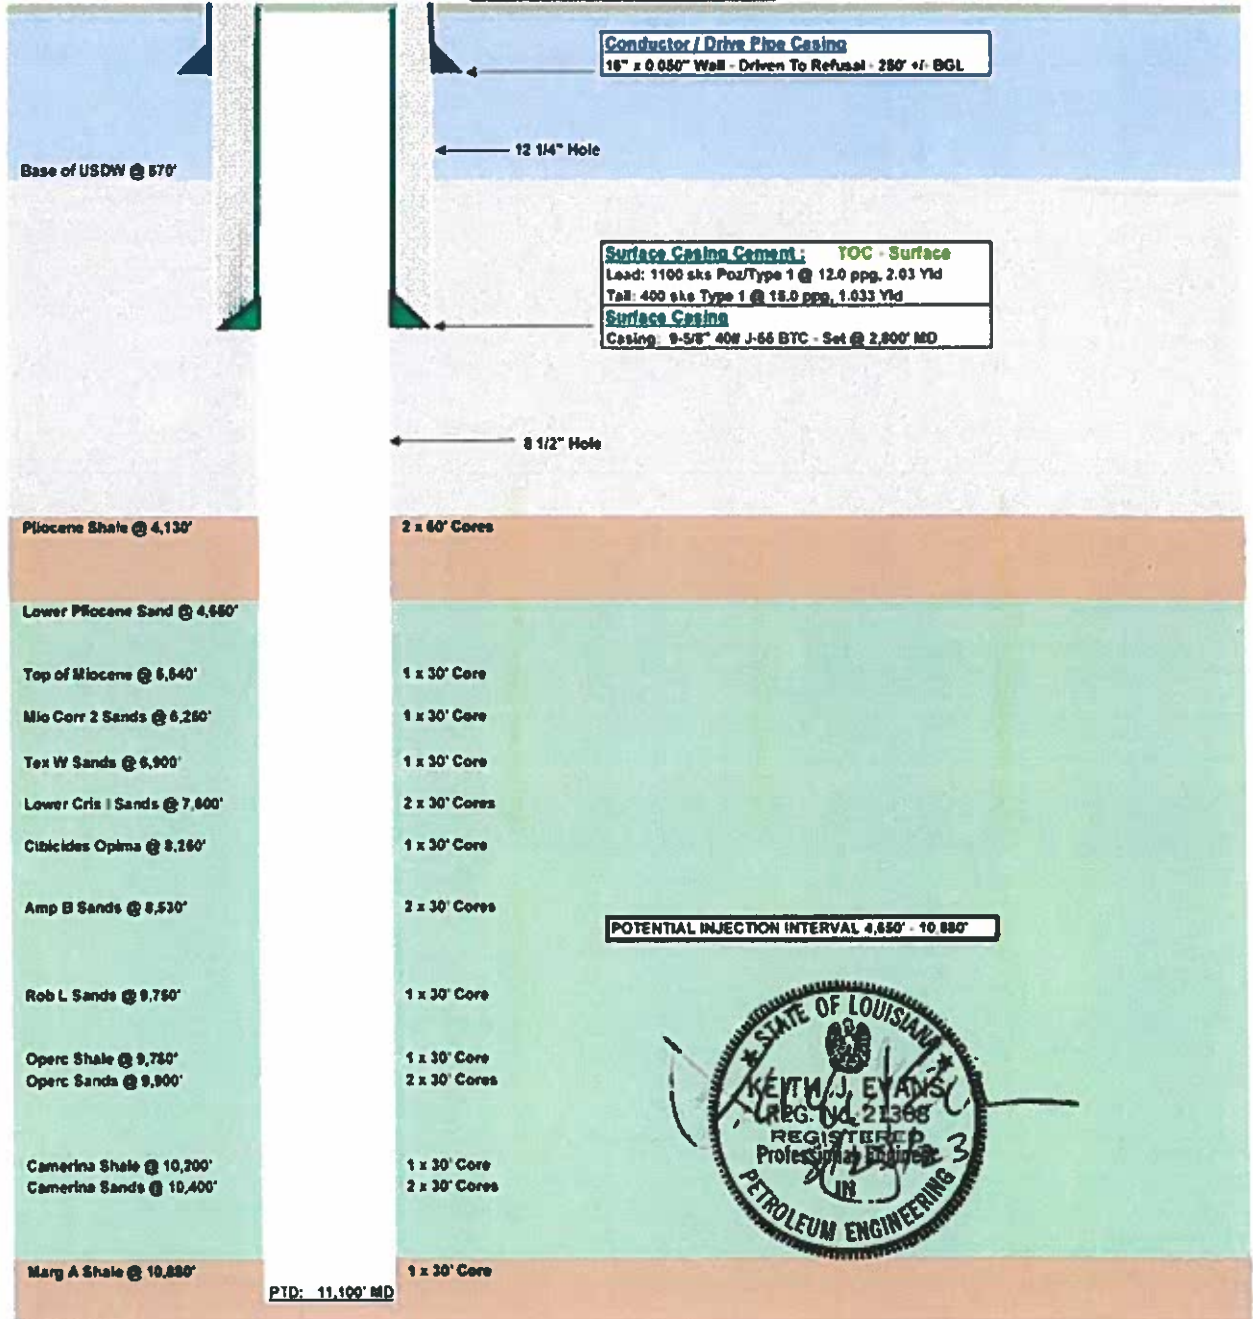 Conductor / Drive Pipe Casing
16" x 0.050" Wall - Driven To Refusal - 260' +/- BGL
12 1/4" Hole
Base of USDW @ 870'
Surface Casing Cement: TOC - Surface
Lead: 1100 sks Poz/Type 1 @ 12.0 ppg, 2.03 Yld
Tail: 400 sks Type 1 @ 18.0 ppg, 1.033 Yld
Surface Casing
Casing: 9-5/8" 40# J-55 BTC - Set @ 2,800' MD
8 1/2" Hole
Pliocene Shale @ 4,130' 2 x 60' Cores
Lower Pliocene Sand @ 4,650'
Top of Miocene @ 5,640' 1 x 30' Core
Mio Corr 2 Sands @ 6,250' 1 x 30' Core
Tex W Sands @ 6,900' 1 x 30' Core
Lower Cris I Sands @ 7,600' 2 x 30' Cores
Cibicides Opima @ 8,250' 1 x 30' Core
Amp B Sands @ 8,530' 2 x 30' Cores
POTENTIAL INJECTION INTERVAL 4,650' - 10,880'
Rob L Sands @ 9,750' 1 x 30' Core
Operc Shale @ 9,780' 1 x 30' Core
Operc Sands @ 9,900' 2 x 30' Cores
STATE OF LOUISIANA
KEITH J. EVANS
REG. NO. 21388
REGISTERED
Professional Engineer
IN
PETROLEUM ENGINEERING
Camerina Shale @ 10,200' 1 x 30' Core
Camerina Sands @ 10,400' 2 x 30' Cores
Marg A Shale @ 10,880' 1 x 30' Core
PTD: 11,100' MD